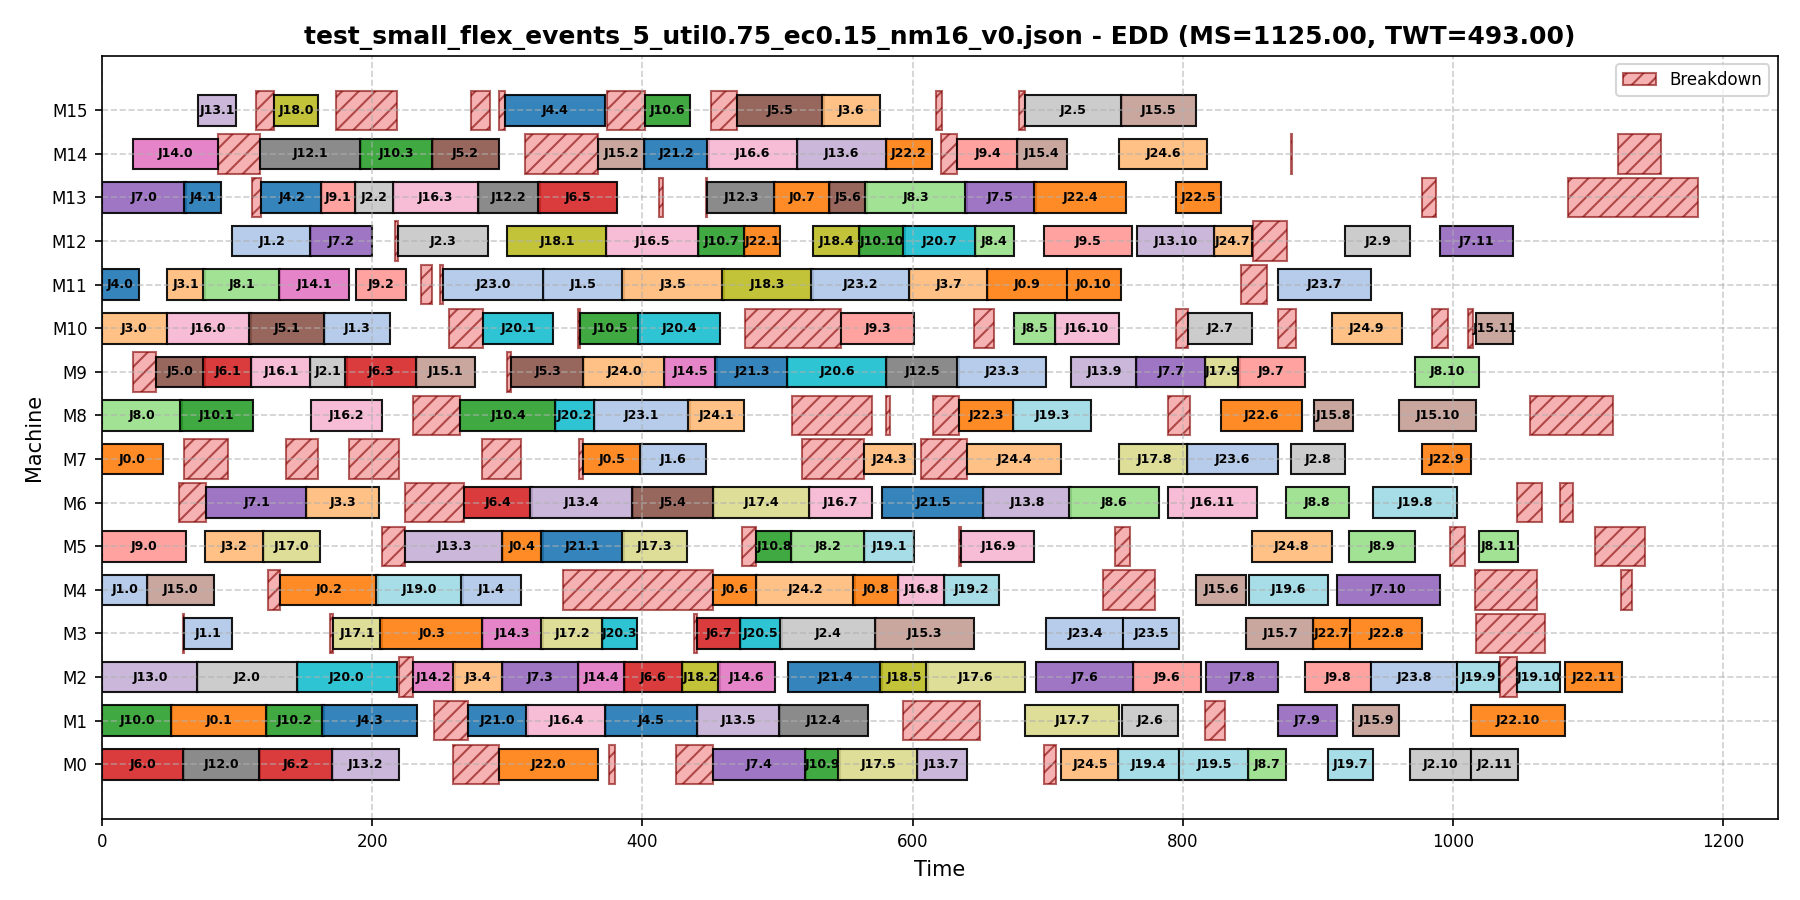 test_small_flex_events_5_util0.75_ec0.15_nm16_v0.json - EDD (MS=1125.00, TWT=493.00)
Breakdown
M15 J13.1 J18.0 J4.4 J10.6 J5.5 J3.6 J2.5 J15.5
M14 J14.0 J12.1 J10.3 J5.2 J15.2 J21.2 J16.6 J13.6 J22.2 J9.4 J15.4 J24.6
M13 J7.0 J4.1 J4.2 J9.1 J2.2 J16.3 J12.2 J6.5 J12.3 J0.7 J5.6 J8.3 J7.5 J22.4 J22.5
M12 J1.2 J7.2 J2.3 J18.1 J16.5 J10.7 J22.1 J18.4 J10.10 J20.7 J8.4 J9.5 J13.10 J24.7 J2.9 J7.11
M11 J4.0 J3.1 J8.1 J14.1 J9.2 J23.0 J1.5 J3.5 J18.3 J23.2 J3.7 J0.9 J0.10 J23.7
M10 J3.0 J16.0 J5.1 J1.3 J20.1 J10.5 J20.4 J9.3 J8.5 J16.10 J2.7 J24.9 J15.11
M9 J5.0 J6.1 J16.1 J2.1 J6.3 J15.1 J5.3 J24.0 J14.5 J21.3 J20.6 J12.5 J23.3 J13.9 J7.7 J17.9 J9.7 J8.10
M8 J8.0 J10.1 J16.2 J10.4 J20.2 J23.1 J24.1 J22.3 J19.3 J22.6 J15.8 J15.10
M7 J0.0 J0.5 J1.6 J24.3 J24.4 J17.8 J23.6 J2.8 J22.9
M6 J7.1 J3.3 J6.4 J13.4 J5.4 J17.4 J16.7 J21.5 J13.8 J8.6 J16.11 J8.8 J19.8
M5 J9.0 J3.2 J17.0 J13.3 J0.4 J21.1 J17.3 J10.8 J8.2 J19.1 J16.9 J24.8 J8.9 J8.11
M4 J1.0 J15.0 J0.2 J19.0 J1.4 J0.6 J24.2 J0.8 J16.8 J19.2 J15.6 J19.6 J7.10
M3 J1.1 J17.1 J0.3 J14.3 J17.2 J20.3 J6.7 J20.5 J2.4 J15.3 J23.4 J23.5 J15.7 J22.7 J22.8
M2 J13.0 J2.0 J20.0 J14.2 J3.4 J7.3 J14.4 J6.6 J18.2 J14.6 J21.4 J18.5 J17.6 J7.6 J9.6 J7.8 J9.8 J23.8 J19.9 J19.10 J22.11
M1 J10.0 J0.1 J10.2 J4.3 J21.0 J16.4 J4.5 J13.5 J12.4 J17.7 J2.6 J7.9 J15.9 J22.10
M0 J6.0 J12.0 J6.2 J13.2 J22.0 J7.4 J10.9 J17.5 J13.7 J24.5 J19.4 J19.5 J8.7 J19.7 J2.10 J2.11
0 200 400 600 800 1000 1200
Time
Machine